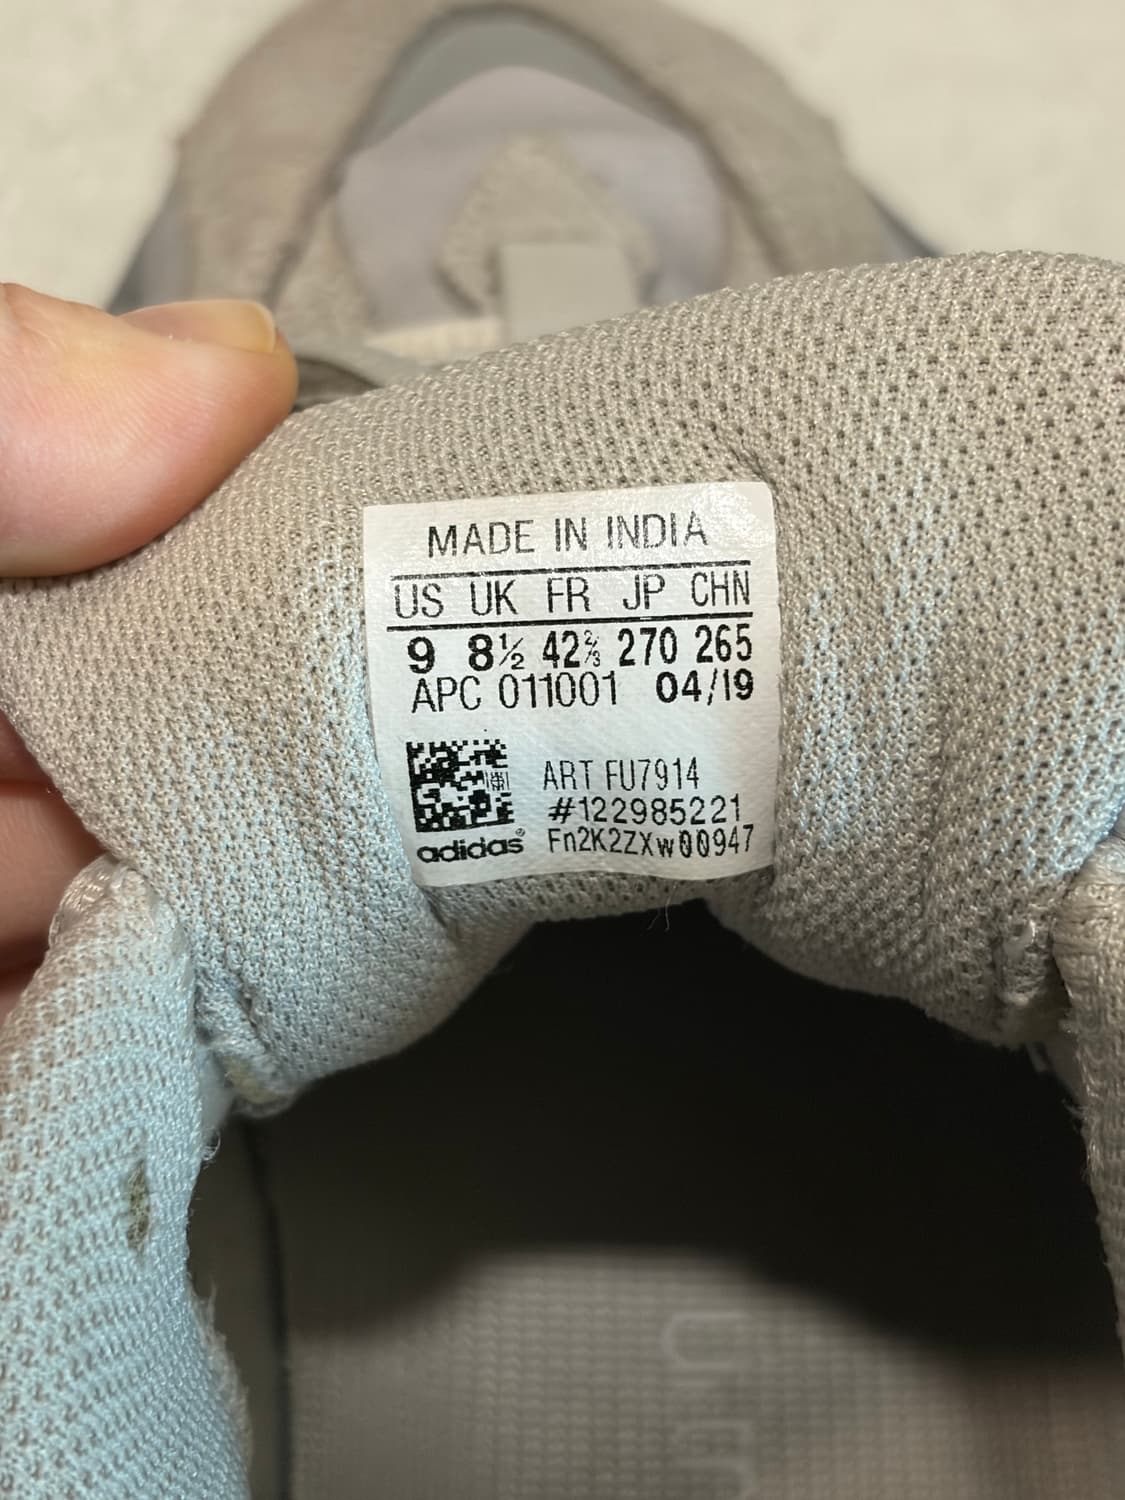 MADE IN INDIA
US UK FR JP CHN
9 8½ 42⅔ 270 265
APC 011001 04/19
ART FU7914
#122985221
adidas® Fn2K2ZXw00947